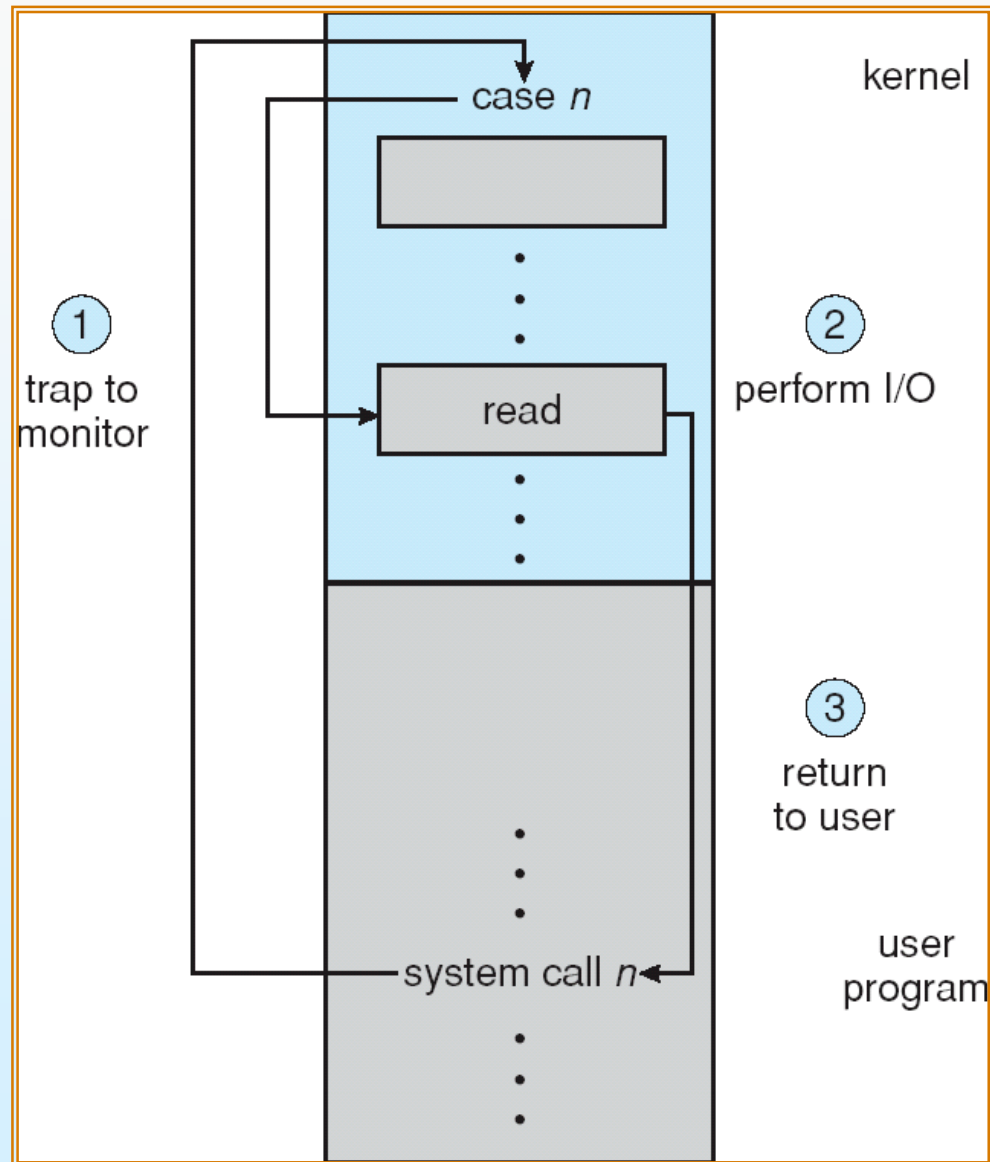 kernel
case n
1
trap to
monitor
2
perform I/O
read
3
return
to user
system call n
user
program